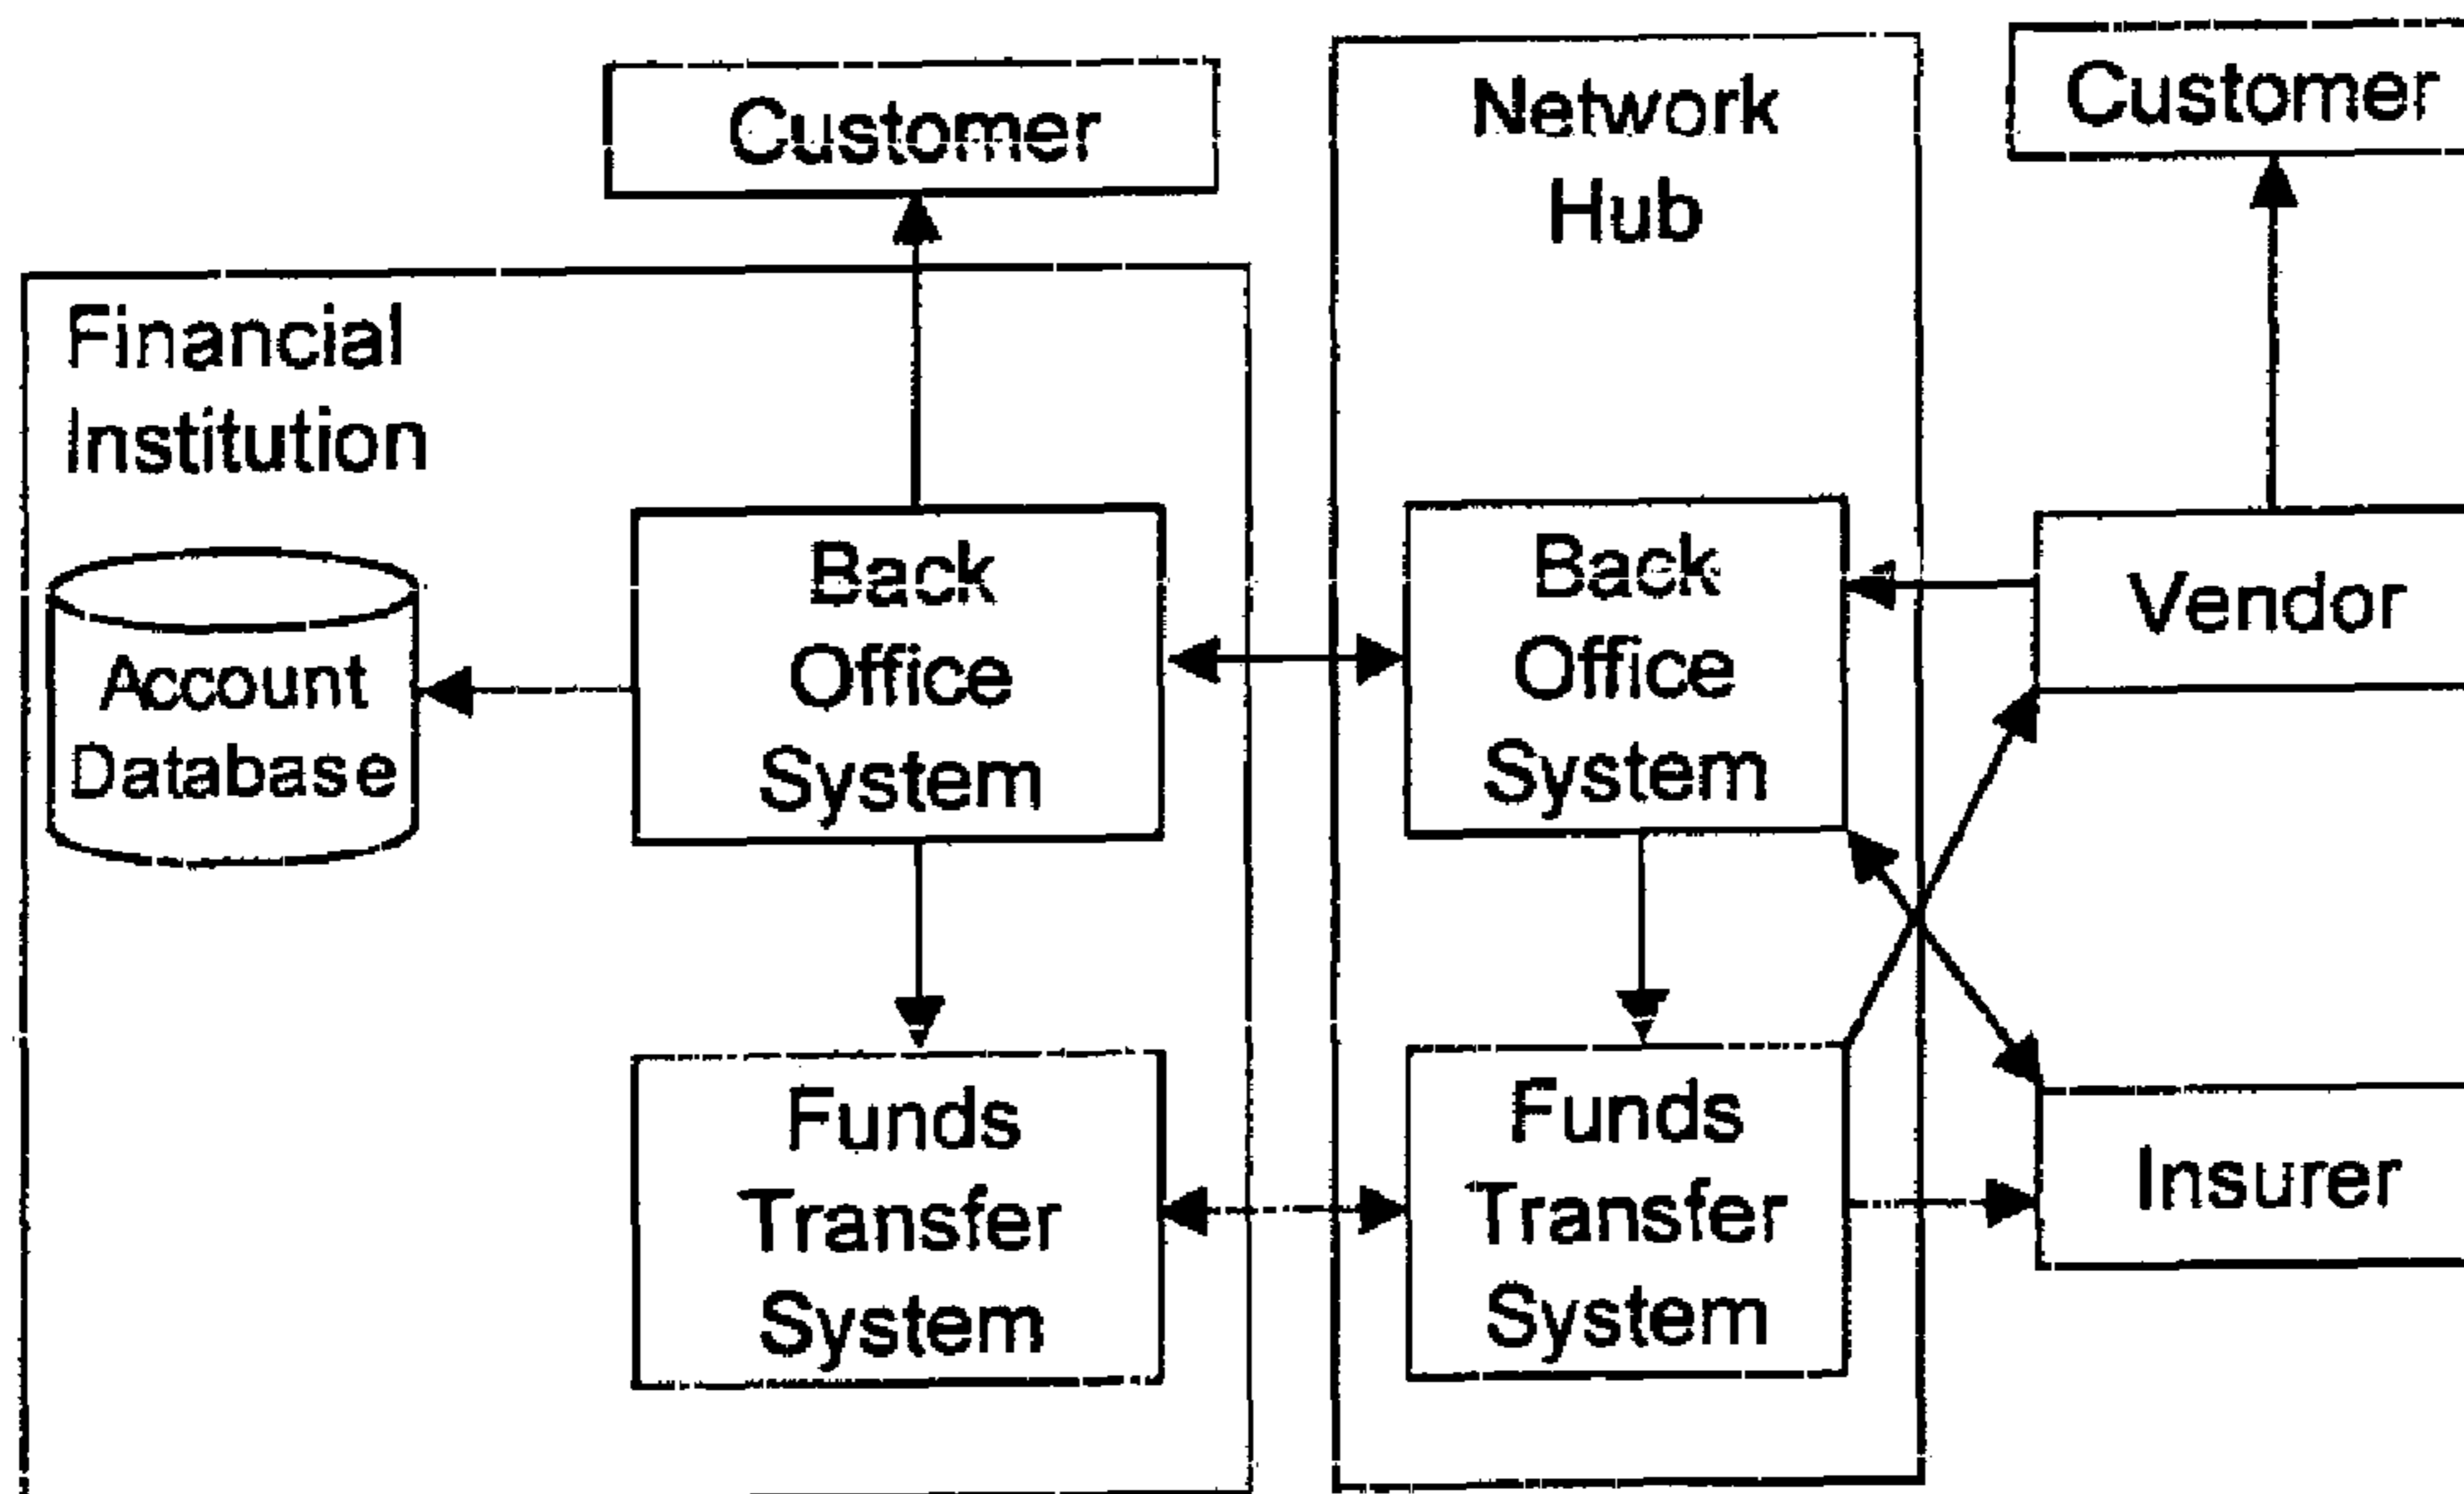 Customer
Network
Hub
Customer
Financial
Institution
Account
Database
Back
Office
System
Back
Office
System
Vendor
Funds
Transfer
System
Funds
Transfer
System
Insurer